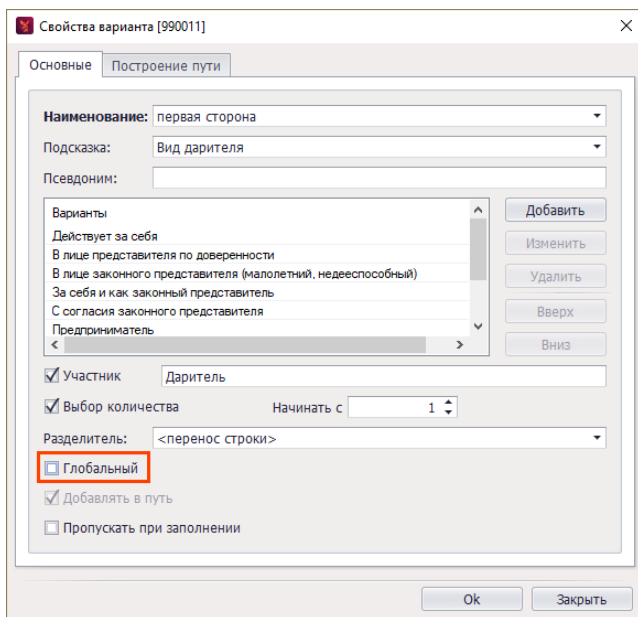 Свойства варианта [990011]
Основные Построение пути
Наименование: первая сторона
Подсказка: Вид дарителя
Псевдоним:
Варианты
Действует за себя
В лице представителя по доверенности
В лице законного представителя (малолетний, недееспособный)
За себя и как законный представитель
С согласия законного представителя
Предприниматель
Добавить
Изменить
Удалить
Вверх
Вниз
Участник Даритель
Выбор количества Начинать с 1
Разделитель: <перенос строки>
Глобальный
Добавлять в путь
Пропускать при заполнении
Ok Закрыть